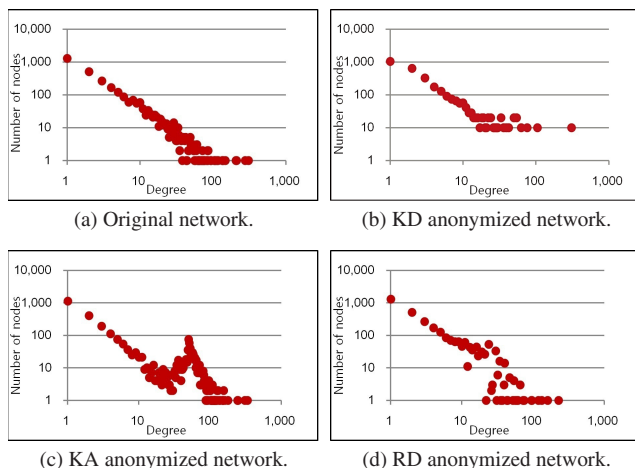 10,000
1,000
100
10
1
Number of nodes
1 10 100 1,000
Degree
(a) Original network.
10,000
1,000
100
10
1
Number of nodes
1 10 100 1,000
Degree
(b) KD anonymized network.
10,000
1,000
100
10
1
Number of nodes
1 10 100 1,000
Degree
(c) KA anonymized network.
10,000
1,000
100
10
1
Number of nodes
1 10 100 1,000
Degree
(d) RD anonymized network.